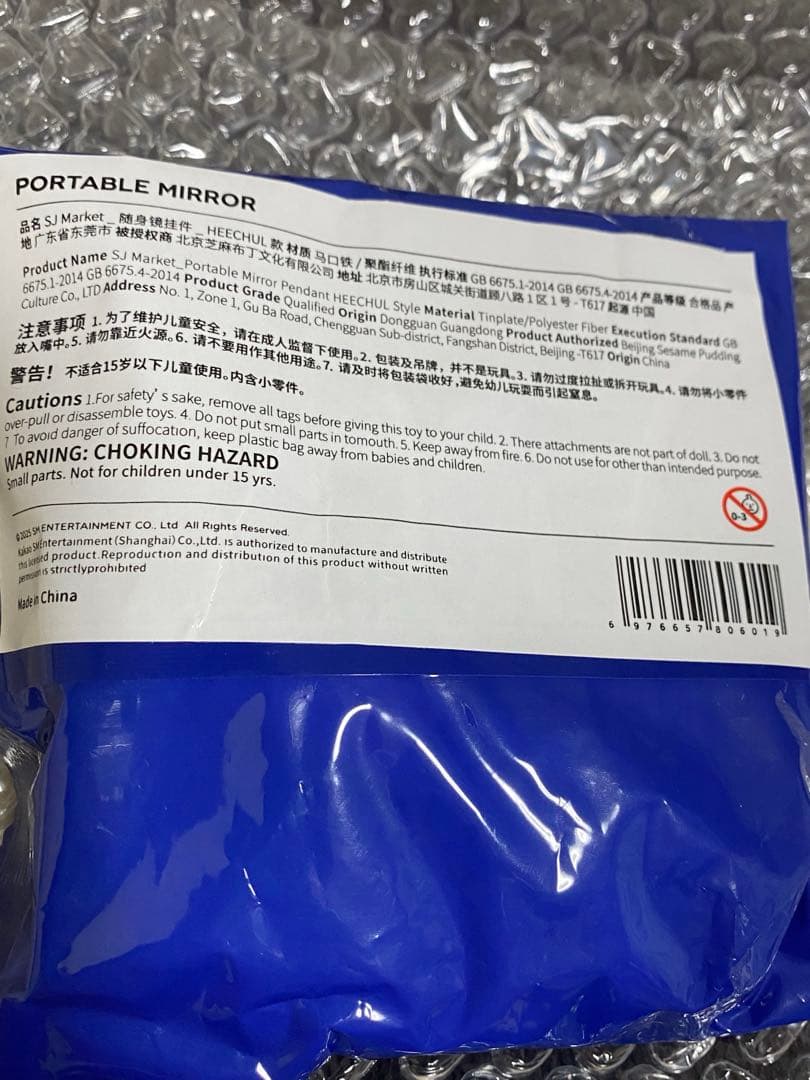 PORTABLE MIRROR
品名 SJ Market _ 随身镜挂件 _ HEECHUL 款 材质 马口铁 / 聚酯纤维 执行标准 GB 6675.1-2014 GB 6675.4-2014 产品等级 合格品 产
地 广东省东莞市 被授权商 北京芝麻布丁文化有限公司 地址 北京市房山区城关街道顾八路 1 区 1 号 - T617 起源 中国
Product Name SJ Market_Portable Mirror Pendant HEECHUL Style Material Tinplate/Polyester Fiber Execution Standard GB
6675.1-2014 GB 6675.4-2014 Product Grade Qualified Origin Dongguan Guangdong Product Authorized Beijing Sesame Pudding
Culture Co., LTD Address No. 1, Zone 1, Gu Ba Road, Chengguan Sub-district, Fangshan District, Beijing -T617 Origin China
注意事项 1. 为了维护儿童安全，请在成人监督下使用。2. 包装及吊牌，并不是玩具。3. 请勿过度拉扯或拆开玩具。4. 请勿将小零件
放入嘴中。5. 请勿靠近火源。6. 请不要用作其他用途。7. 请及时将包装袋收好，避免幼儿玩耍而引起窒息。
警告！ 不适合15岁以下儿童使用。内含小零件。
Cautions 1.For safety's sake, remove all tags before giving this toy to your child. 2. There attachments are not part of doll. 3. Do not
over-pull or disassemble toys. 4. Do not put small parts in tomouth. 5. Keep away from fire. 6. Do not use for other than intended purpose.
7 To avoid danger of suffocation, keep plastic bag away from babies and children.
WARNING: CHOKING HAZARD
Small parts. Not for children under 15 yrs.
0-3
©2025 SM ENTERTAINMENT CO., Ltd All Rights Reserved.
Kakao SM Entertainment (Shanghai) Co.,Ltd. is authorized to manufacture and distribute
this licensed product.Reproduction and distribution of this product without written
permission is strictlyprohibited
Made in China
6 976657 806019